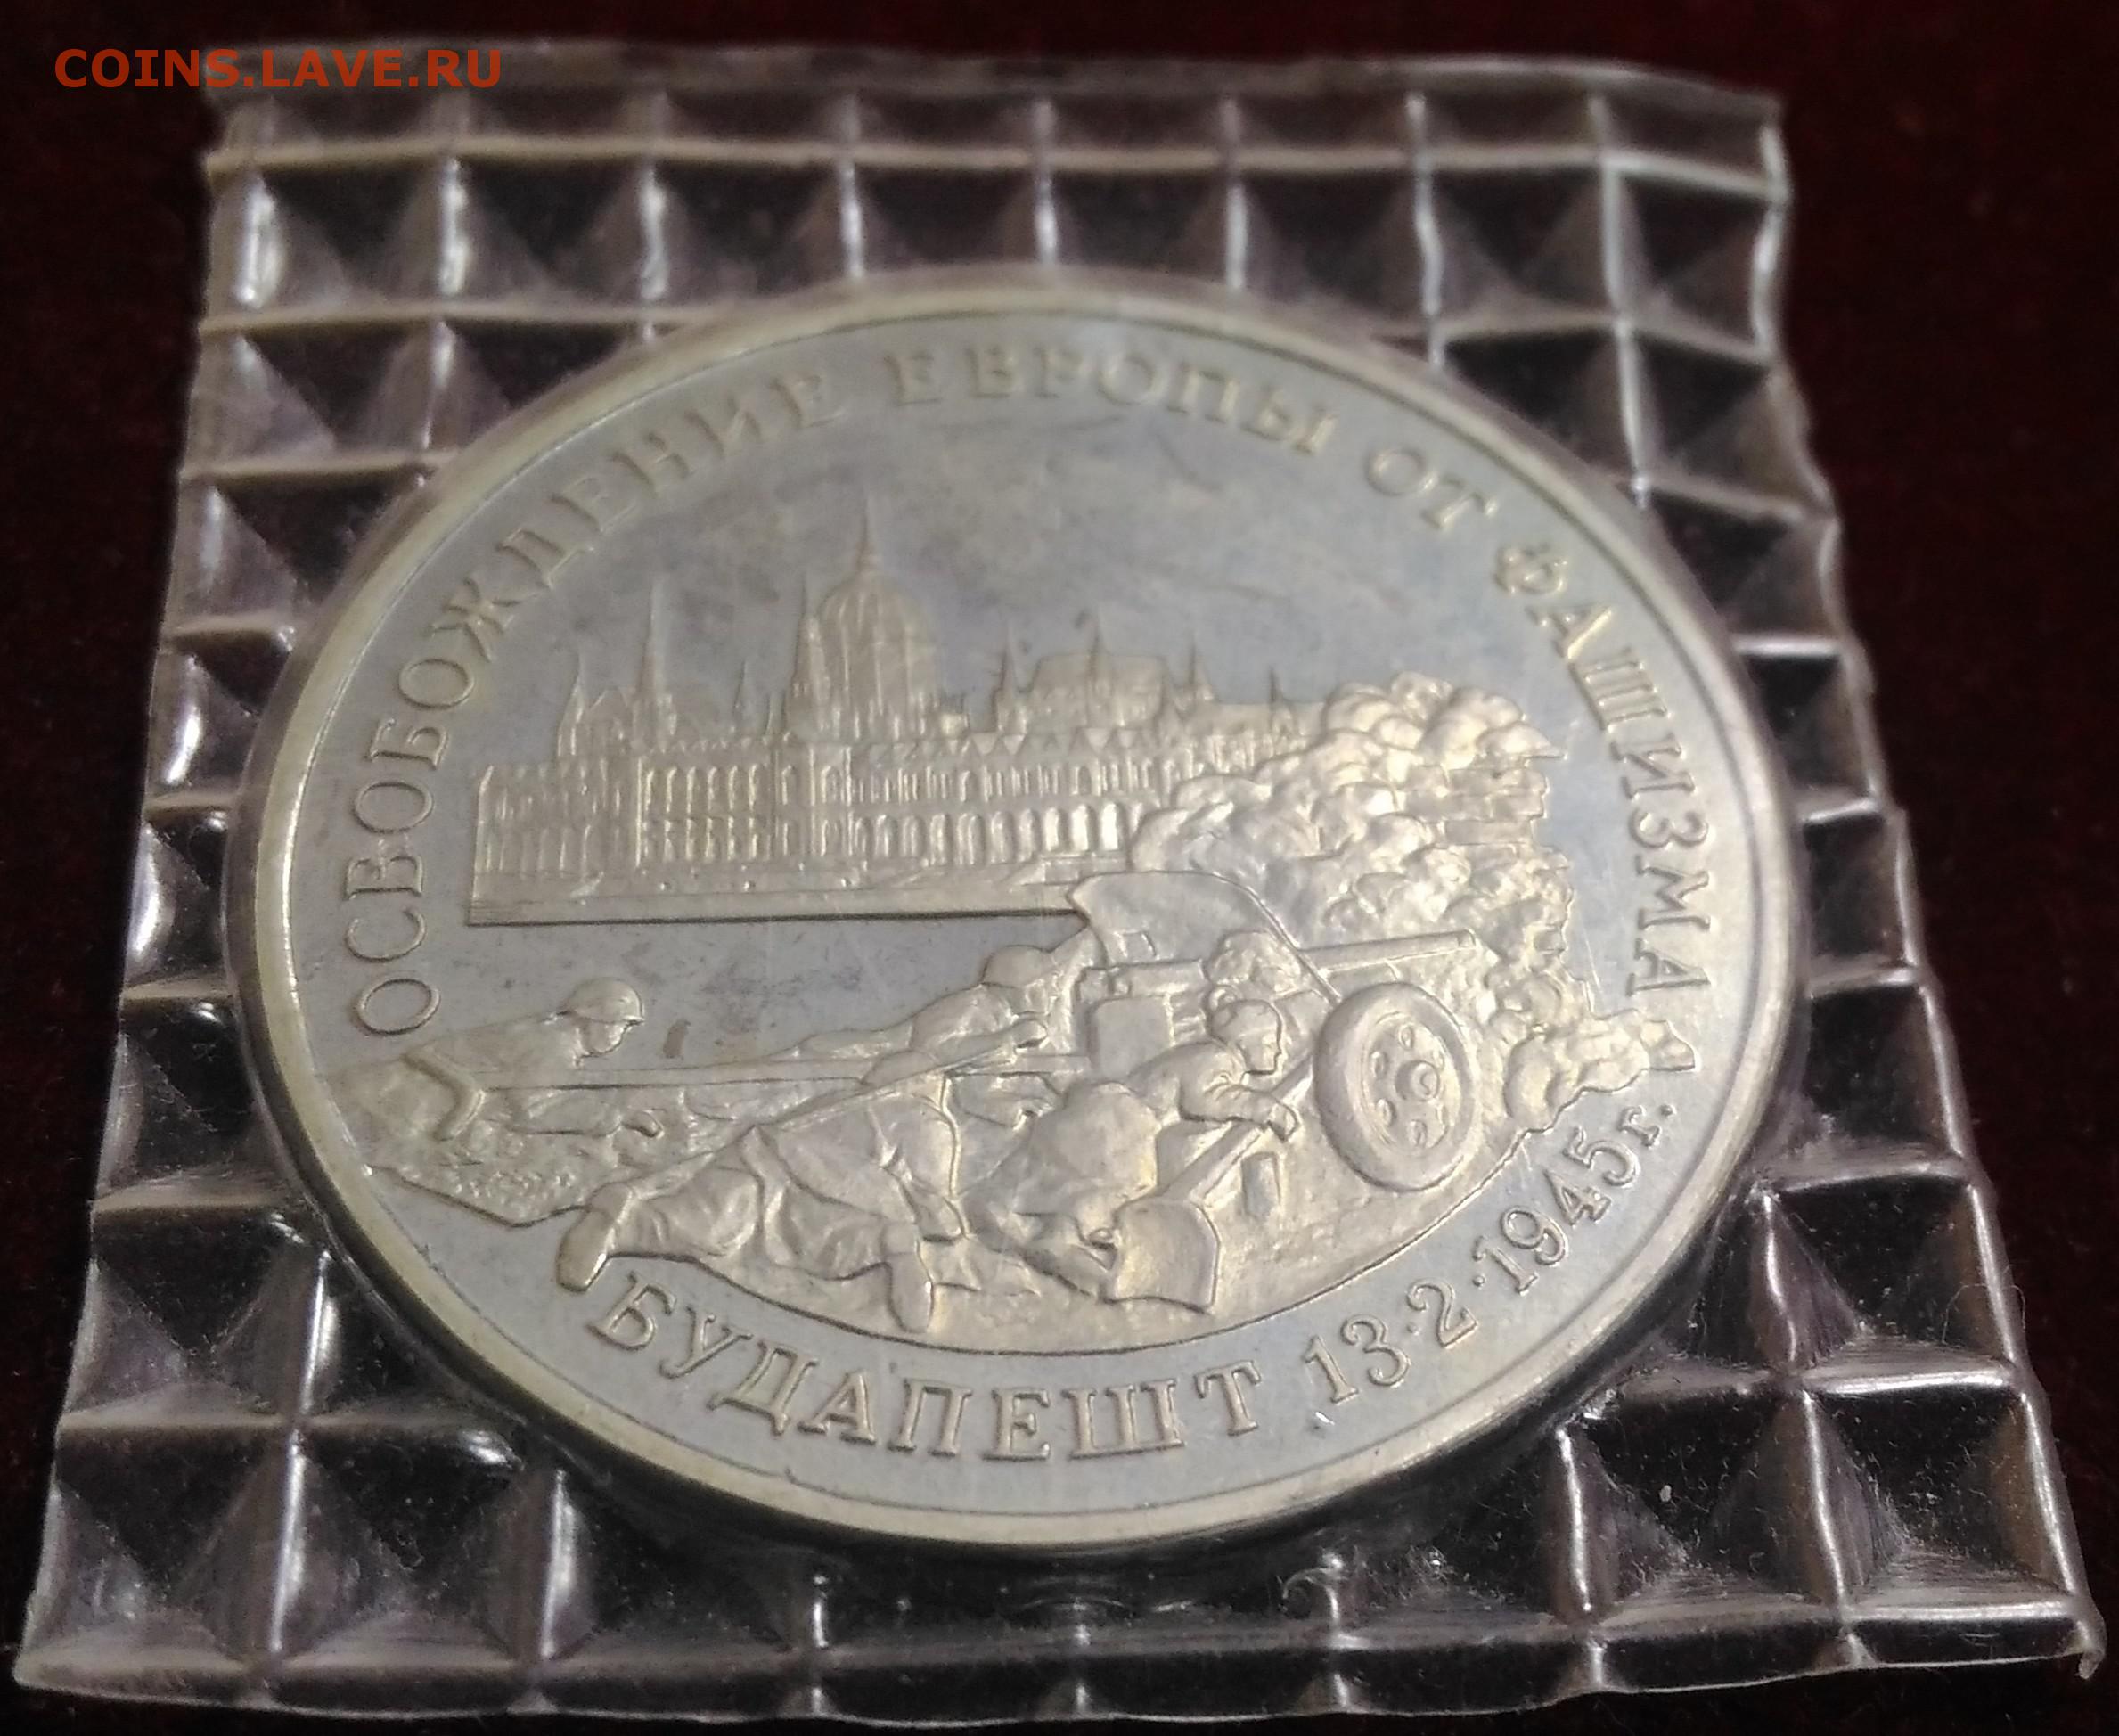 COINS.LAVE.RU
ОСВОБОЖДЕНИЕ ЕВРОПЫ ОТ ФАШИЗМА
БУДАПЕШТ 13·2·1945г.